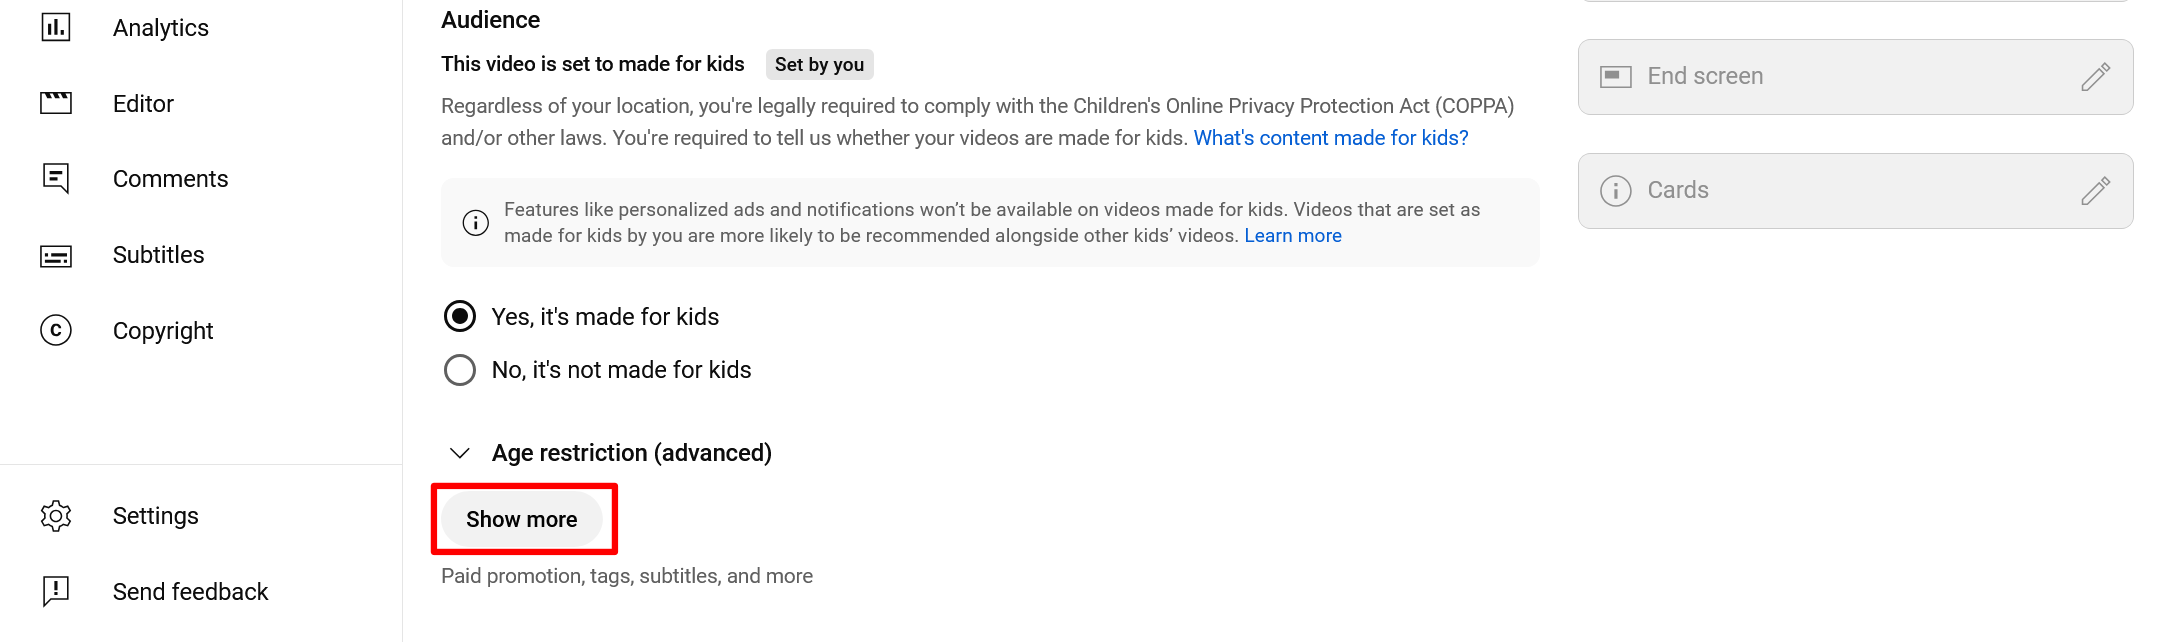 Analytics
Editor
Comments
Subtitles
Copyright
Settings
Send feedback
Audience
This video is set to made for kids Set by you
Regardless of your location, you're legally required to comply with the Children's Online Privacy Protection Act (COPPA)
and/or other laws. You're required to tell us whether your videos are made for kids. What's content made for kids?
Features like personalized ads and notifications won’t be available on videos made for kids. Videos that are set as
made for kids by you are more likely to be recommended alongside other kids’ videos. Learn more
Yes, it's made for kids
No, it's not made for kids
Age restriction (advanced)
Show more
Paid promotion, tags, subtitles, and more
End screen
Cards